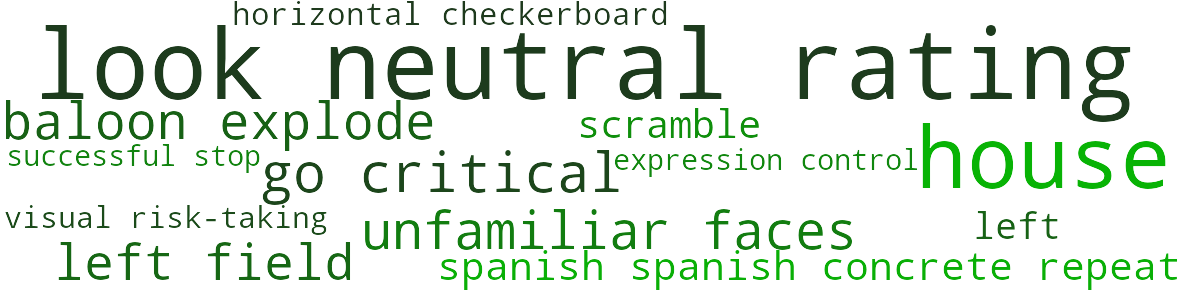 horizontal checkerboard
look neutral rating
baloon explode
scramble
house
successful stop
go critical
expression control
visual risk-taking
unfamiliar faces
left
left field
spanish spanish concrete repeat